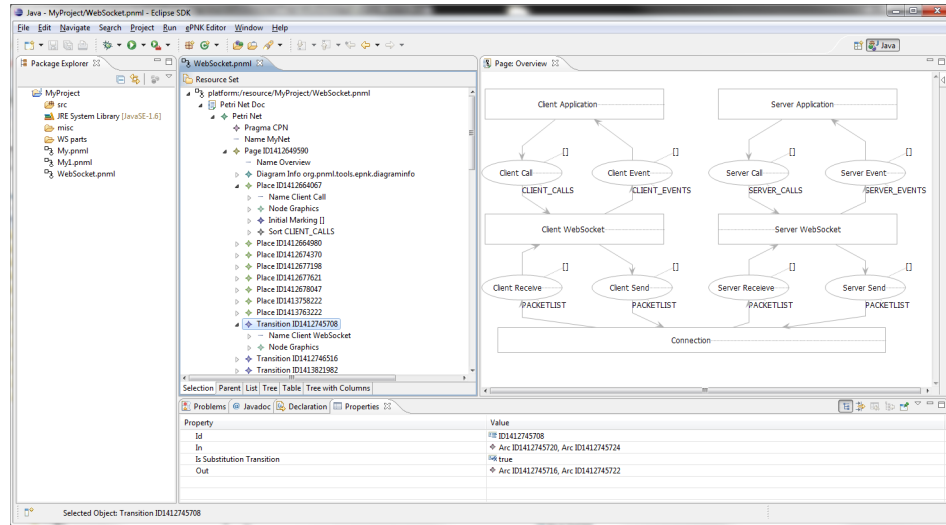 Java - MyProject/WebSocket.pnml - Eclipse SDK
File Edit Navigate Search Project Run ePNK Editor Window Help
Java
Package Explorer
MyProject
src
JRE System Library [JavaSE-1.6]
misc
WS parts
My.pnml
My1.pnml
WebSocket.pnml
WebSocket.pnml
Resource Set
platform:/resource/MyProject/WebSocket.pnml
Petri Net Doc
Petri Net
Pragma CPN
Name MyNet
Page ID1412649590
Name Overview
Diagram Info org.pnml.tools.epnk.diagraminfo
Place ID1412664067
Name Client Call
Node Graphics
Initial Marking []
Sort CLIENT_CALLS
Place ID1412664980
Place ID1412674370
Place ID1412677198
Place ID1412677621
Place ID1412678047
Place ID1413758222
Place ID1413763222
Transition ID1412745708
Name Client WebSocket
Node Graphics
Transition ID1412746516
Transition ID1413821982
Selection Parent List Tree Table Tree with Columns
Page: Overview
Client Application Server Application
[] [] [] []
Client Call Client Event Server Call Server Event
CLIENT_CALLS CLIENT_EVENTS SERVER_CALLS SERVER_EVENTS
Client WebSocket Server WebSocket
[] [] [] []
Client Receive Client Send Server Receieve Server Send
PACKETLIST PACKETLIST PACKETLIST PACKETLIST
Connection
Problems @ Javadoc Declaration Properties
Property Value
Id ID1412745708
In Arc ID1412745720, Arc ID1412745724
Is Substitution Transition true
Out Arc ID1412745716, Arc ID1412745722
Selected Object: Transition ID1412745708